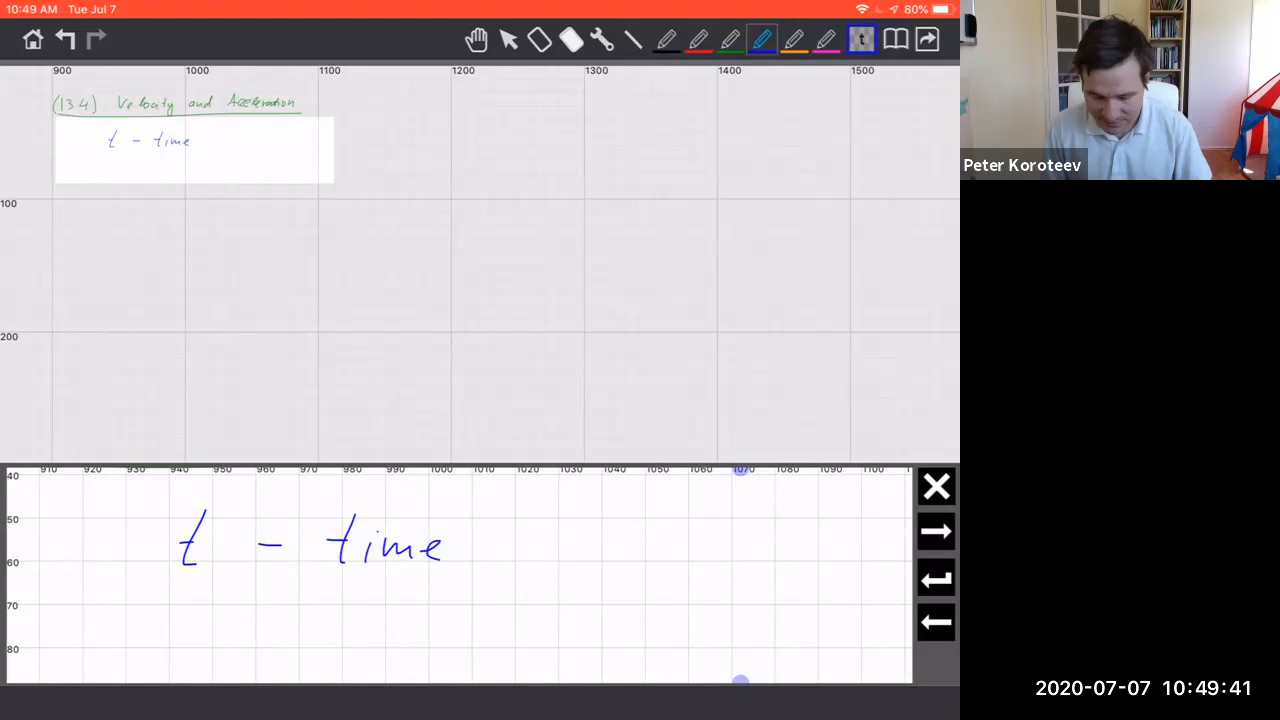 10:49 AM Tue Jul 7
80%
t
900 1000 1100 1200 1300 1400 1500
(13.4) Velocity and Acceleration
t - time
100
200
Peter Koroteev
910 920 930 940 950 960 970 980 990 1000 1010 1020 1030 1040 1050 1060 1070 1080 1090 1100 1
40
50
t - time
60
70
80
2020-07-07 10:49:41